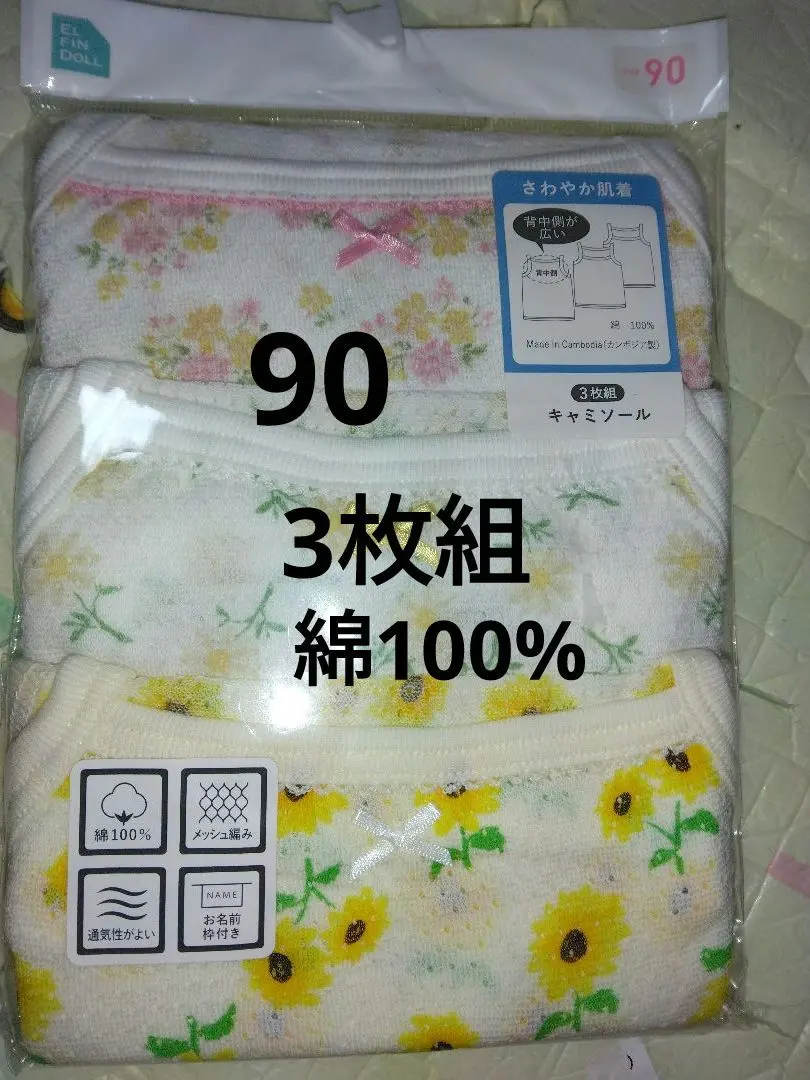 EL
FIN
DOLL
90
さわやか肌着
背中側が
広い
背中側
綿 100%
Made in Cambodia(カンボジア製)
3枚組
キャミソール
90
3枚組
綿100%
綿100%
メッシュ編み
通気性がよい
NAME
お名前
枠付き